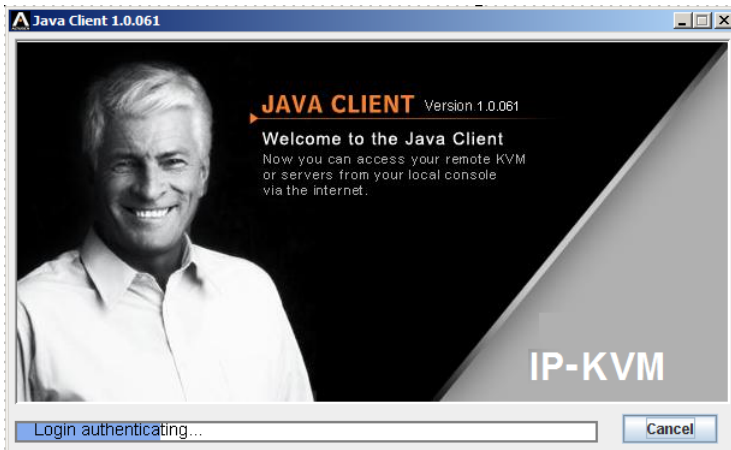 Java Client 1.0.061
JAVA CLIENT Version 1.0.061
Welcome to the Java Client
Now you can access your remote KVM
or servers from your local console
via the internet.
IP-KVM
Login authenticating...
Cancel